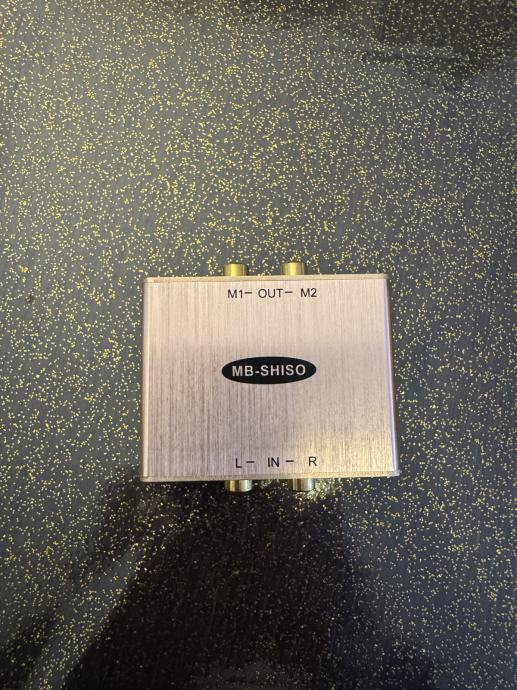 M1– OUT– M2
MB-SHISO
L – IN – R